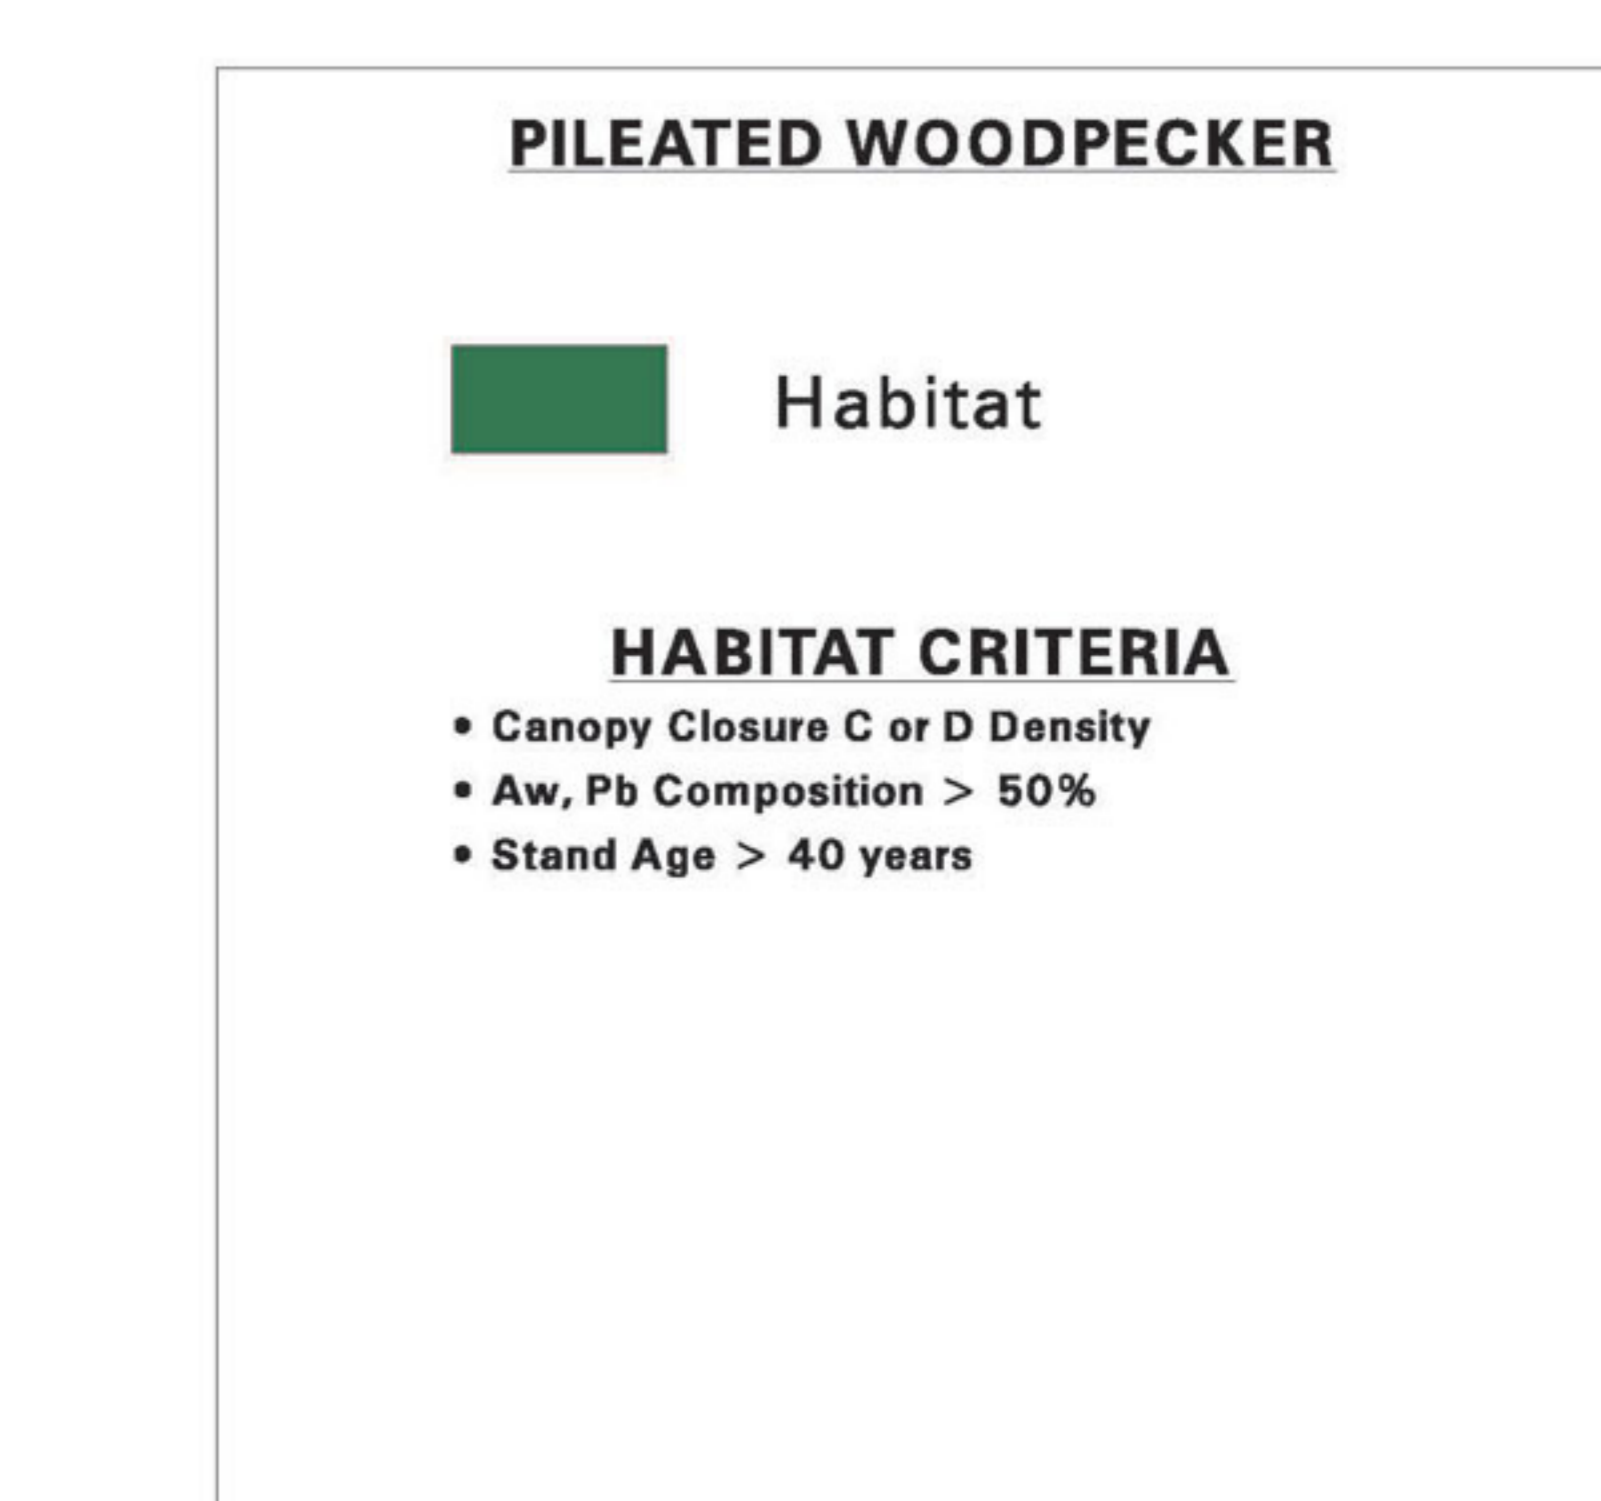 PILEATED WOODPECKER
Habitat
HABITAT CRITERIA
• Canopy Closure C or D Density
• Aw, Pb Composition > 50%
• Stand Age > 40 years